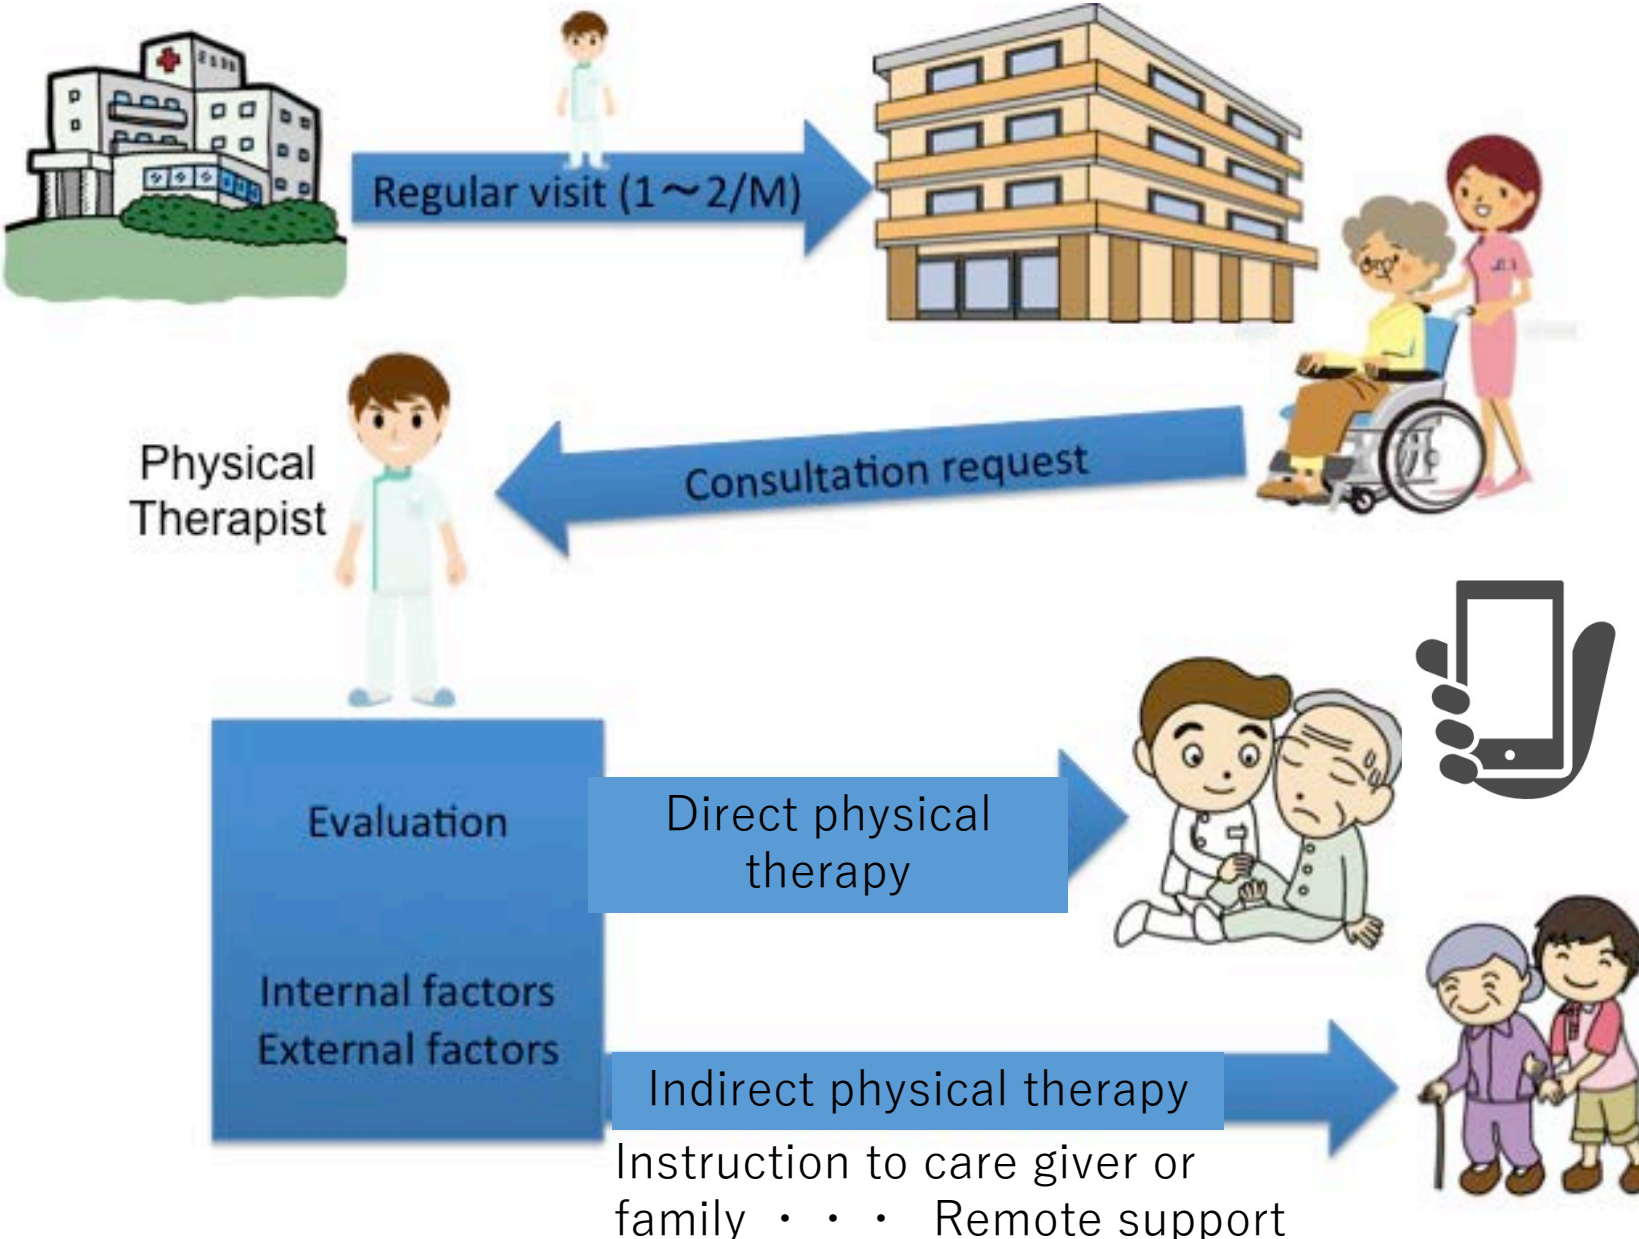 Regular visit (1～2/M)
Physical
Therapist
Consultation request
Evaluation
Direct physical
therapy
Internal factors
External factors
Indirect physical therapy
Instruction to care giver or
family ・・・ Remote support